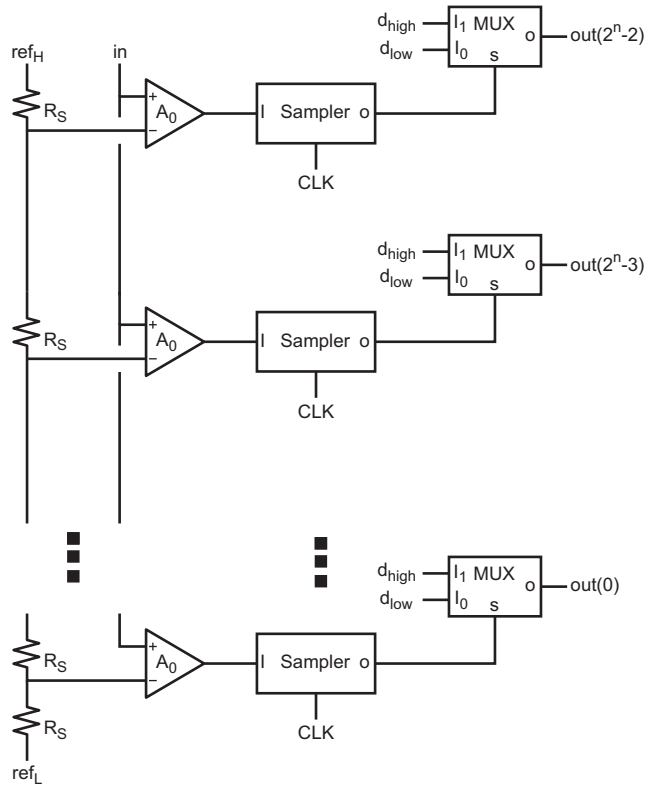 d_high I_1 MUX o out(2^n-2)
d_low I_0 s
ref_H in
R_S + A_0 − I Sampler o
CLK
d_high I_1 MUX o out(2^n-3)
d_low I_0 s
R_S + A_0 − I Sampler o
CLK
d_high I_1 MUX o out(0)
d_low I_0 s
R_S + A_0 − I Sampler o
R_S
CLK
ref_L